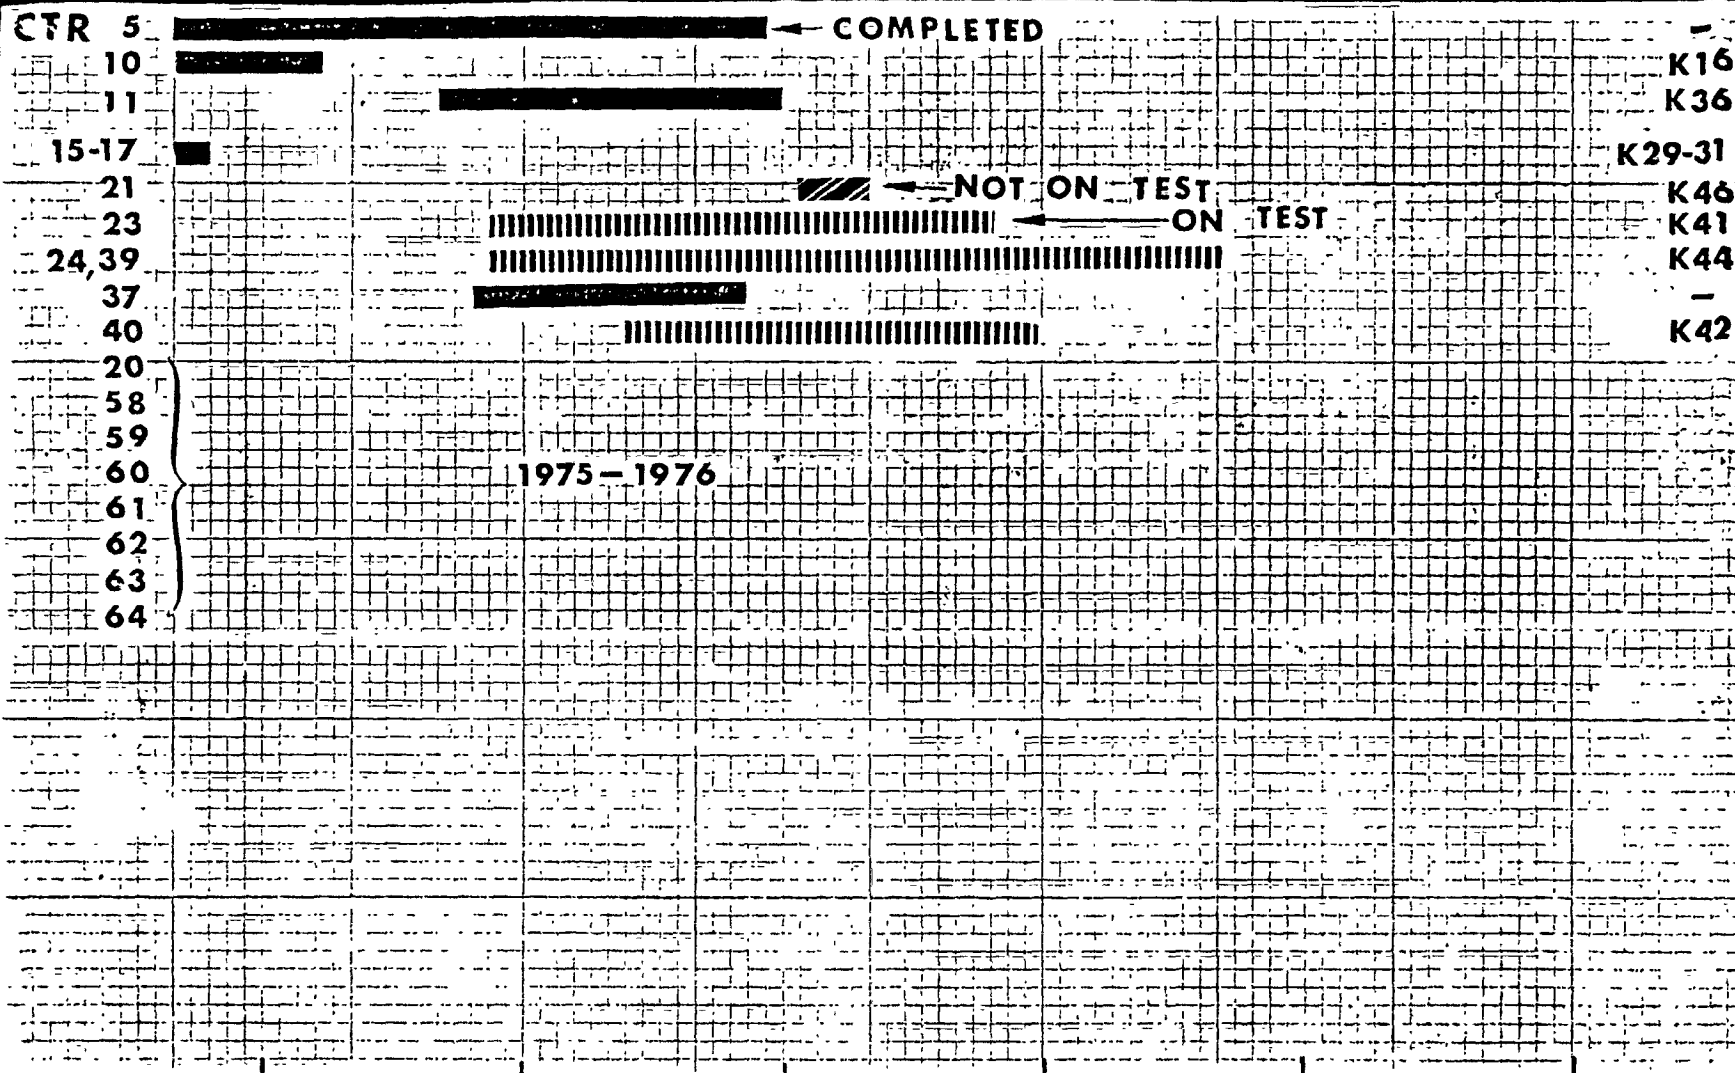 CTR 5 ← COMPLETED –
10 K16
11 K36
15-17 K29-31
21 ← NOT ON TEST K46
23 ← ON TEST K41
24,39 K44
37 –
40 K42
20
58
59
60 1975 – 1976
61
62
63
64